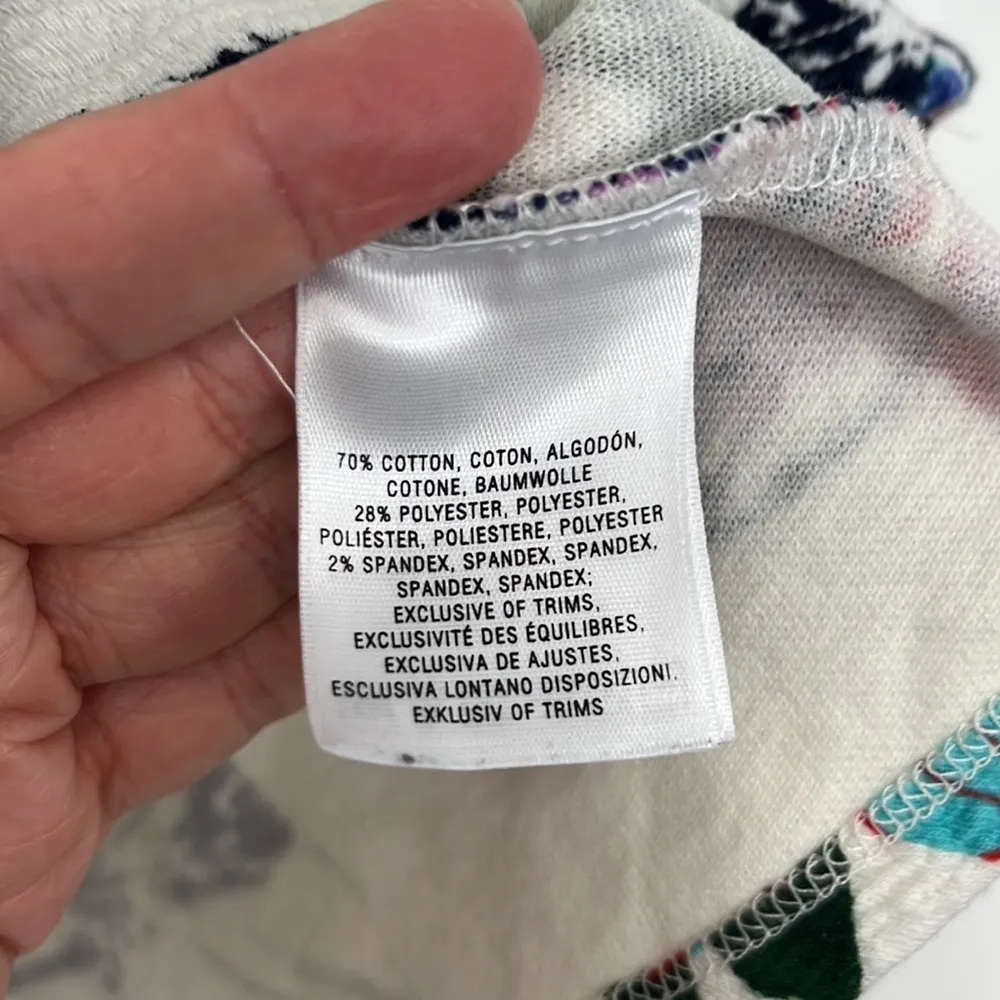 70% COTTON, COTON, ALGODÓN,
COTONE, BAUMWOLLE
28% POLYESTER, POLYESTER,
POLIÉSTER, POLIESTERE, POLYESTER
2% SPANDEX, SPANDEX, SPANDEX,
SPANDEX, SPANDEX;
EXCLUSIVE OF TRIMS,
EXCLUSIVITÉ DES ÉQUILIBRES,
EXCLUSIVA DE AJUSTES,
ESCLUSIVA LONTANO DISPOSIZIONI.
EXKLUSIV OF TRIMS